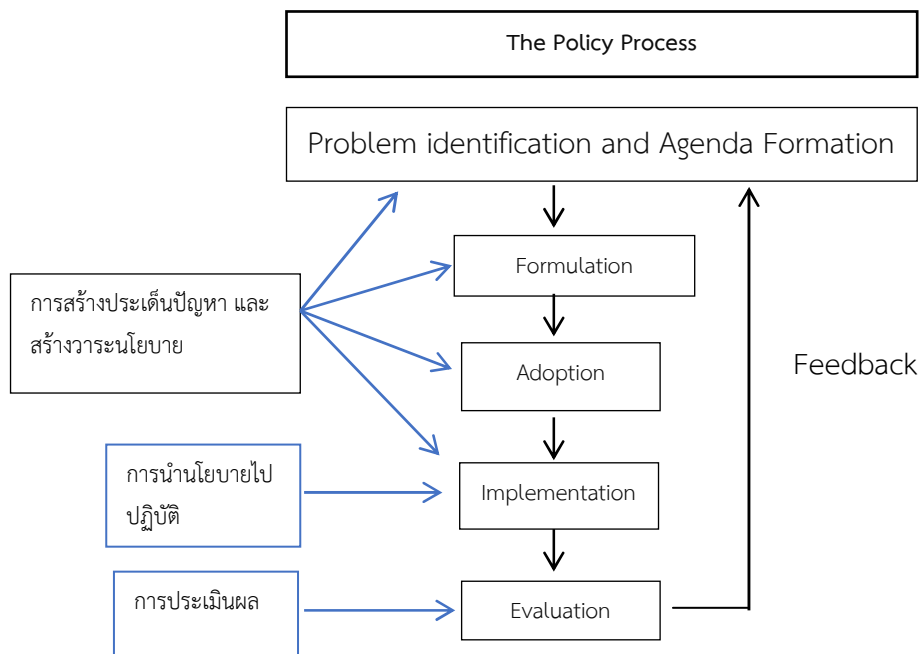 The Policy Process
Problem identification and Agenda Formation
Formulation
การสร้างประเด็นปัญหา และ
สร้างวาระนโยบาย
Adoption
Feedback
การนำนโยบายไป
ปฏิบัติ
Implementation
การประเมินผล
Evaluation